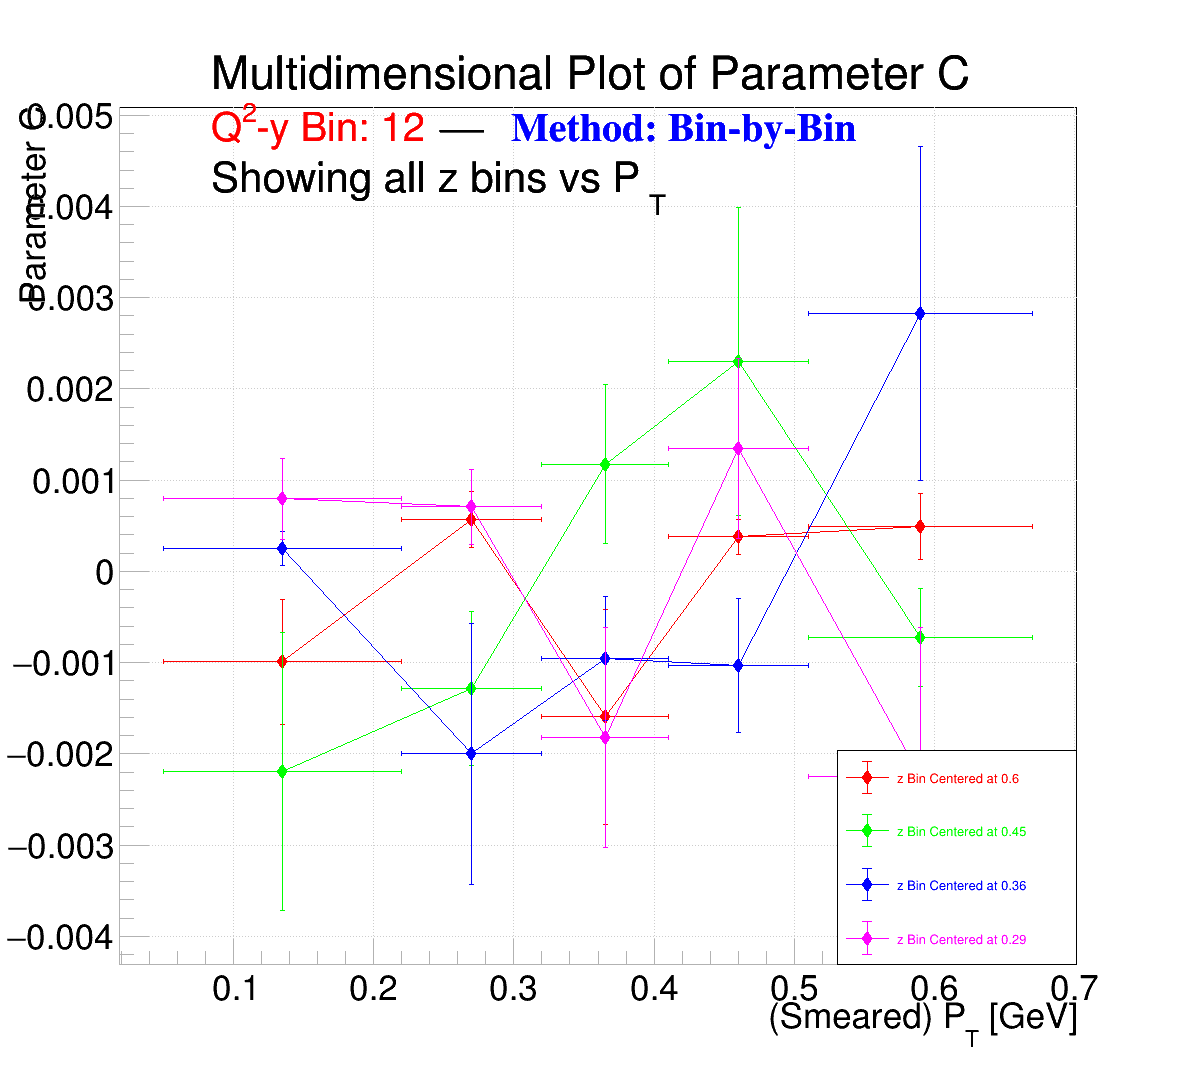 Multidimensional Plot of Parameter C
Q²-y Bin: 12 — Method: Bin-by-Bin
Showing all z bins vs P_T
Parameter C
0.005
0.004
0.003
0.002
0.001
0
−0.001
−0.002
−0.003
−0.004
z Bin Centered at 0.6
z Bin Centered at 0.45
z Bin Centered at 0.36
z Bin Centered at 0.29
0.1 0.2 0.3 0.4 0.5 0.6 0.7
(Smeared) P_T [GeV]